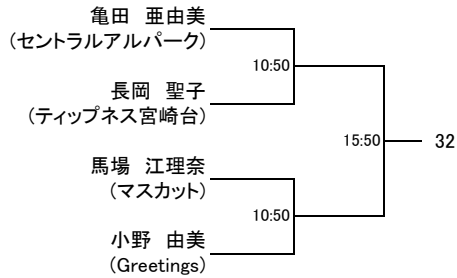 亀田　亜由美
(セントラルアルパーク)
10:50
長岡　聖子
(ティップネス宮崎台)
15:50
32
馬場　江理奈
(マスカット)
10:50
小野　由美
(Greetings)